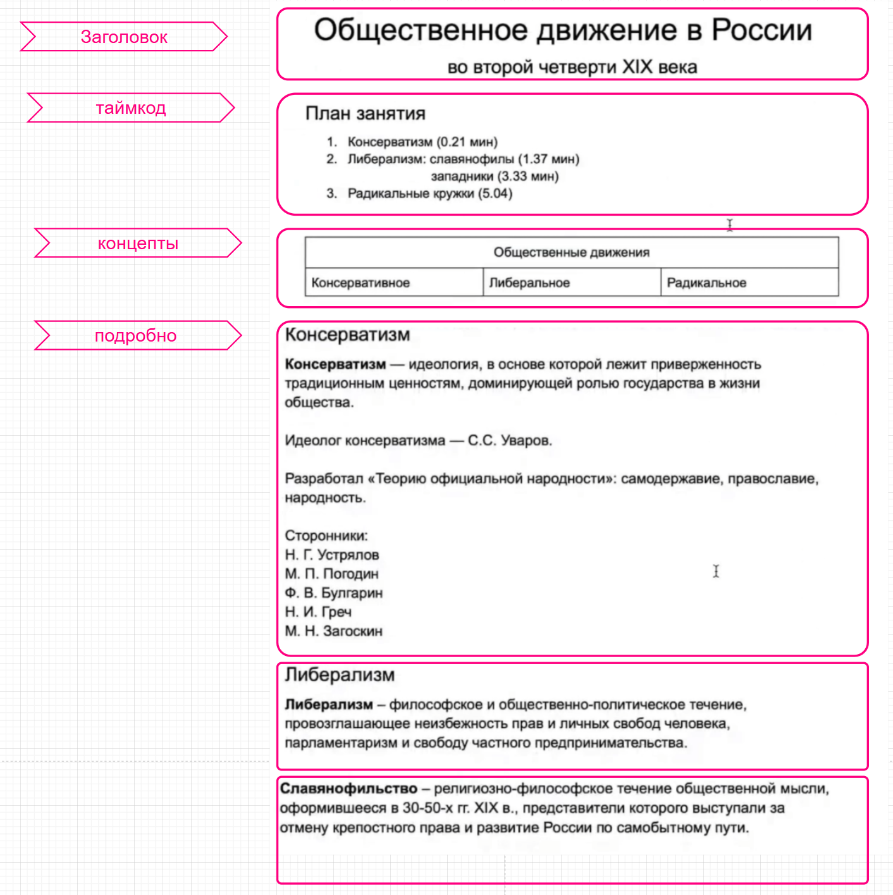 Заголовок
Общественное движение в России
во второй четверти XIX века
таймкод
План занятия
1. Консерватизм (0.21 мин)
2. Либерализм: славянофилы (1.37 мин)
западники (3.33 мин)
3. Радикальные кружки (5.04)
концепты
Общественные движения
Консервативное Либеральное Радикальное
подробно
Консерватизм
Консерватизм — идеология, в основе которой лежит приверженность
традиционным ценностям, доминирующей ролью государства в жизни
общества.
Идеолог консерватизма — С.С. Уваров.
Разработал «Теорию официальной народности»: самодержавие, православие,
народность.
Сторонники:
Н. Г. Устрялов
М. П. Погодин
Ф. В. Булгарин
Н. И. Греч
М. Н. Загоскин
Либерализм
Либерализм – философское и общественно-политическое течение,
провозглашающее неизбежность прав и личных свобод человека,
парламентаризм и свободу частного предпринимательства.
Славянофильство – религиозно-философское течение общественной мысли,
оформившееся в 30-50-х гг. XIX в., представители которого выступали за
отмену крепостного права и развитие России по самобытному пути.